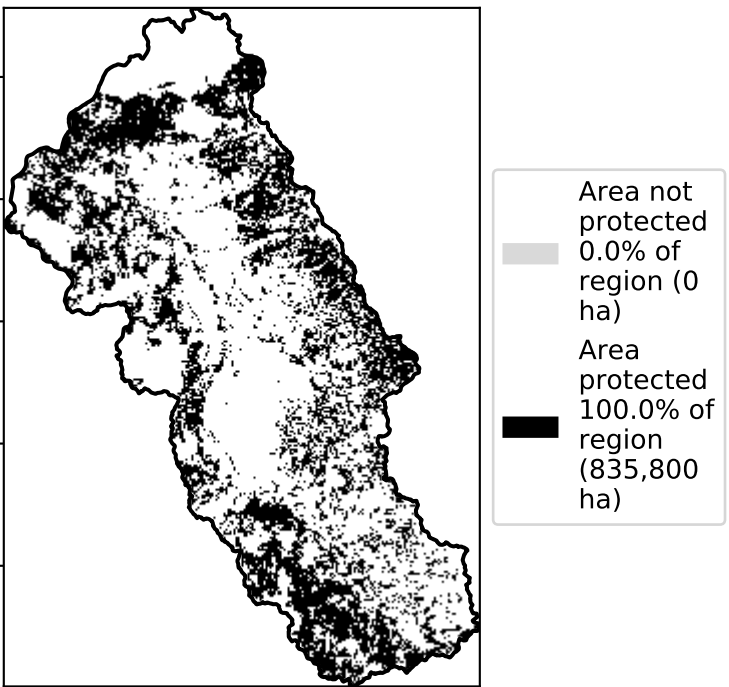 Area not
protected
0.0% of
region (0
ha)
Area
protected
100.0% of
region
(835,800
ha)